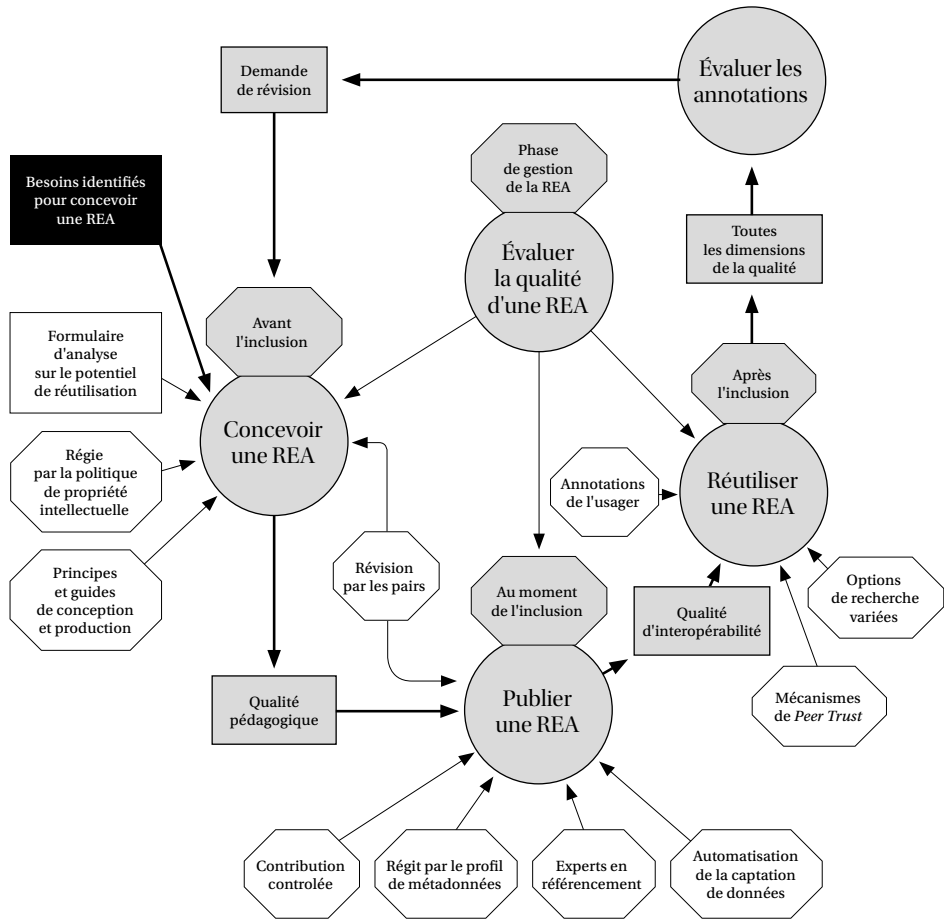 Évaluer les
annotations
Demande
de révision
Phase
de gestion
de la REA
Besoins identifiés
pour concevoir
une REA
Toutes
les dimensions
de la qualité
Évaluer
la qualité
d'une REA
Avant
l'inclusion
Formulaire
d'analyse
sur le potentiel
de réutilisation
Après
l'inclusion
Concevoir
une REA
Régie
par la politique
de propriété
intellectuelle
Annotations
de l'usager
Réutiliser
une REA
Principes
et guides
de conception
et production
Révision
par les pairs
Au moment
de l'inclusion
Qualité
d'interopérabilité
Options
de recherche
variées
Qualité
pédagogique
Publier
une REA
Mécanismes
de Peer Trust
Contribution
controlée
Régit par le profil
de métadonnées
Experts en
référencement
Automatisation
de la captation
de données